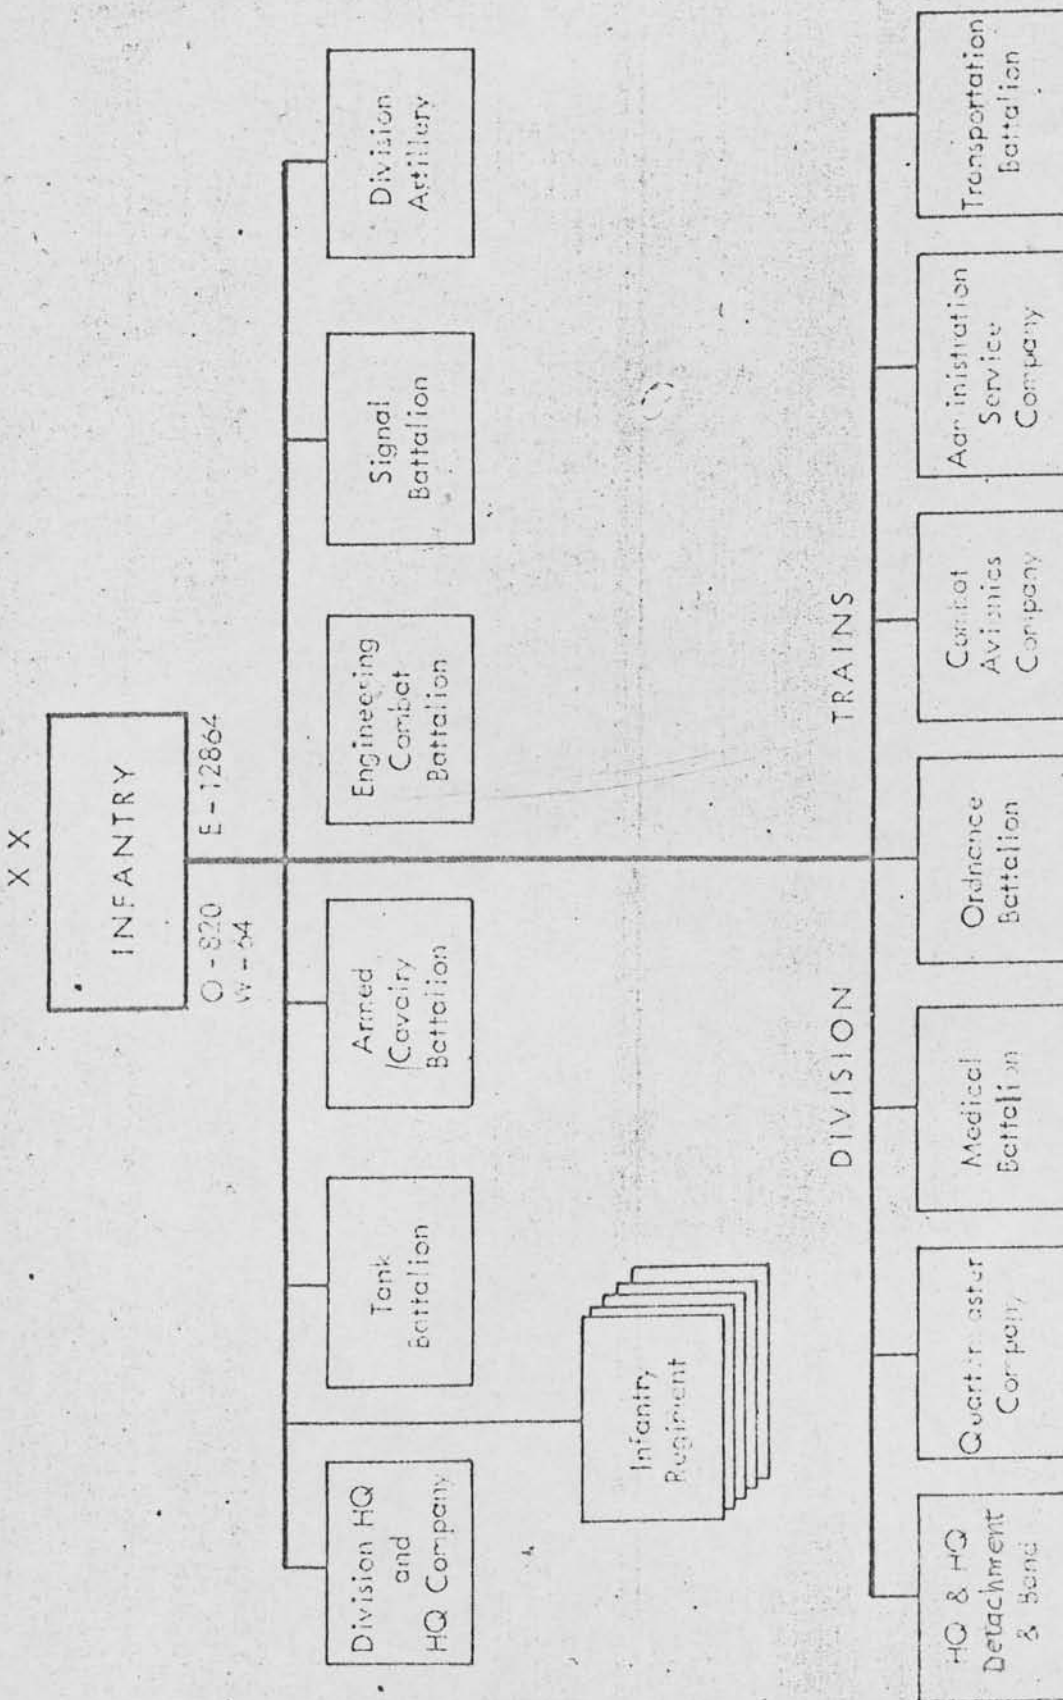 X X
INFANTRY
O - 820
W - 64
E - 12864
Division HQ
and
HQ Company
Tank
Battalion
Armed
/Cavalry
Battalion
Engineering
Combat
Battalion
Signal
Battalion
Division
Artillery
Infantry
Regiment
DIVISION
TRAINS
HQ & HQ
Detachment
& Band
Quartermaster
Company
Medical
Battalion
Ordnance
Battalion
Combat
Avionics
Company
Administration
Service
Company
Transportation
Battalion